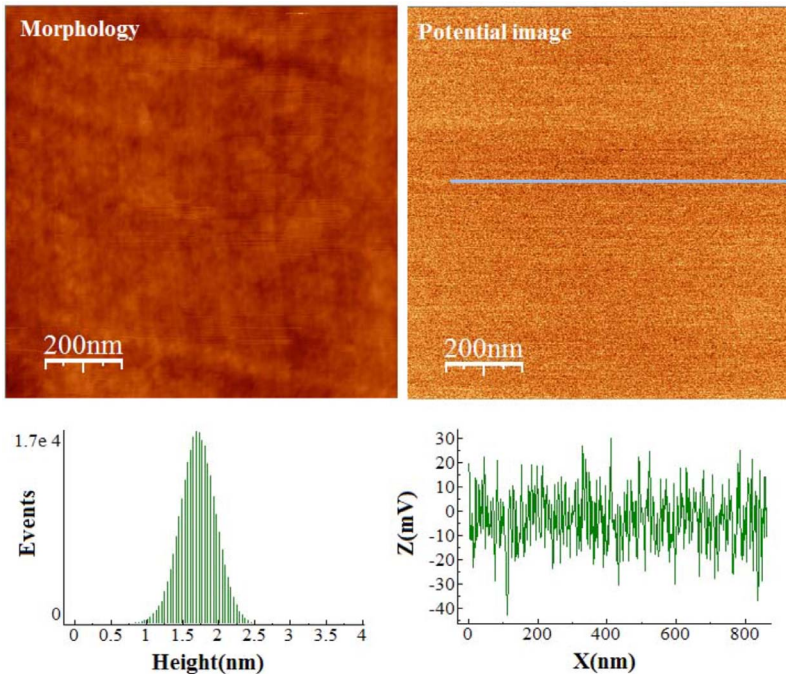 Morphology
Potential image
200nm
200nm
1.7e 4
Events
0
0 0.5 1 1.5 2 2.5 3 3.5 4
Height(nm)
30
20
10
0
-10
-20
-30
-40
Z(mV)
0 200 400 600 800
X(nm)